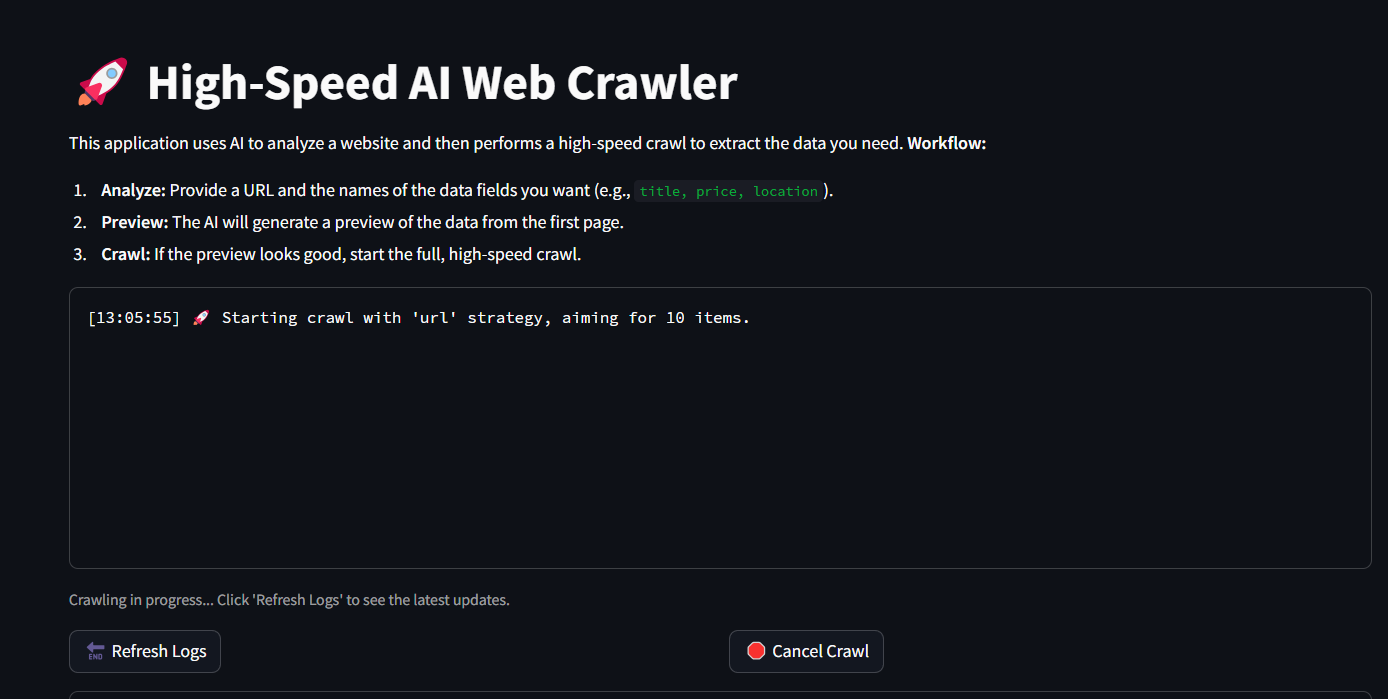 🚀 High-Speed AI Web Crawler
This application uses AI to analyze a website and then performs a high-speed crawl to extract the data you need. Workflow:
1. Analyze: Provide a URL and the names of the data fields you want (e.g., title, price, location).
2. Preview: The AI will generate a preview of the data from the first page.
3. Crawl: If the preview looks good, start the full, high-speed crawl.
[13:05:55] 🚀 Starting crawl with 'url' strategy, aiming for 10 items.
Crawling in progress... Click 'Refresh Logs' to see the latest updates.
🔚 Refresh Logs
🛑 Cancel Crawl